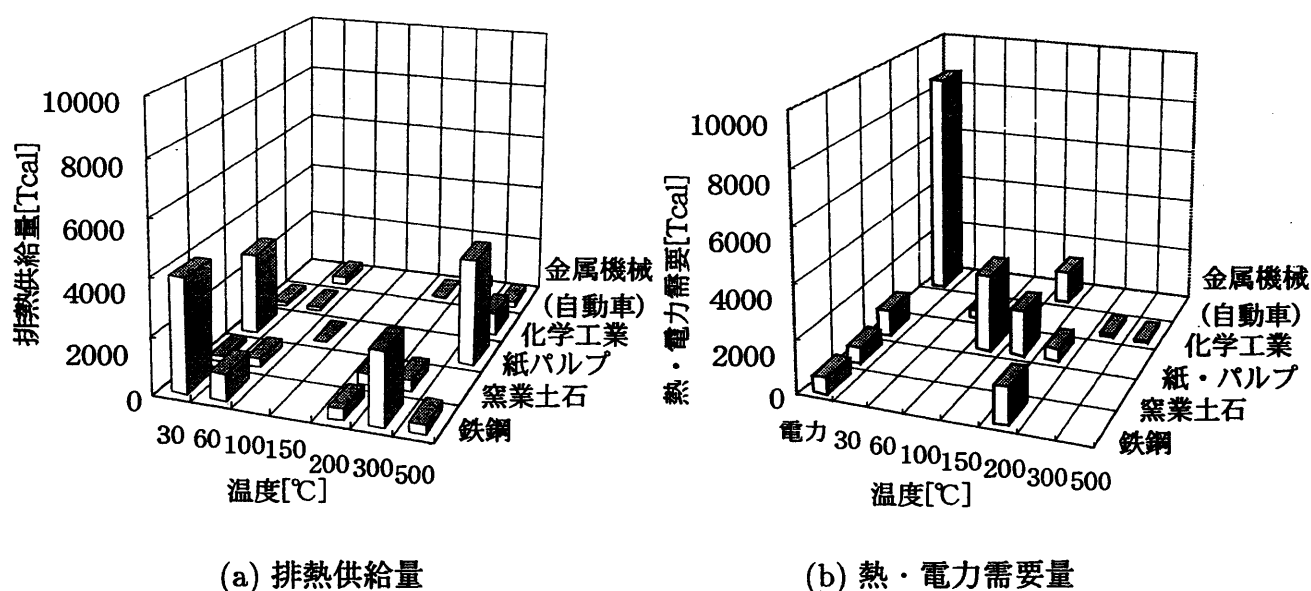 10000
8000
6000
4000
2000
0
排熱供給量[Tcal]
30 60 100 150 200 300 500
温度[℃]
金属機械
(自動車)
化学工業
紙パルプ
窯業土石
鉄鋼
(a) 排熱供給量
10000
8000
6000
4000
2000
0
熱・電力需要[Tcal]
電力 30 60 100 150 200 300 500
温度[℃]
金属機械
(自動車)
化学工業
紙・パルプ
窯業土石
鉄鋼
(b) 熱・電力需要量